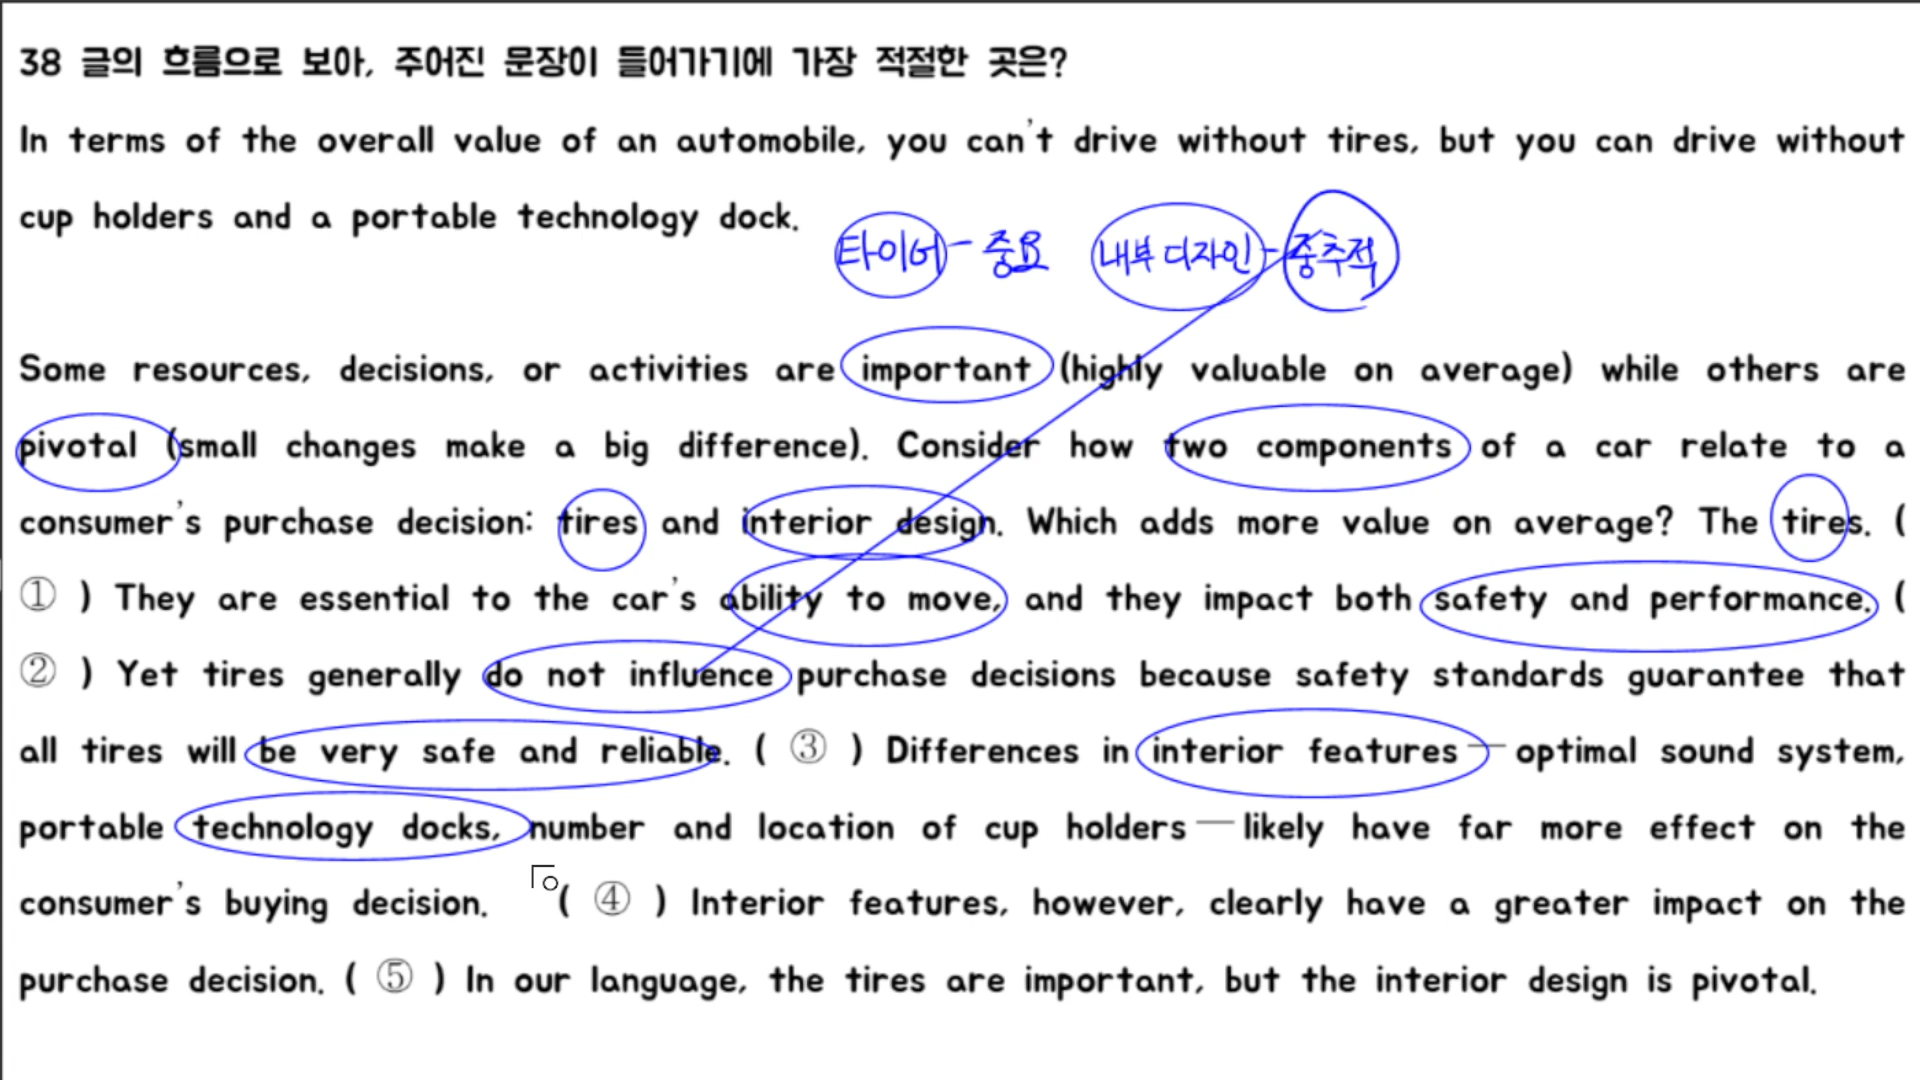 38 글의 흐름으로 보아, 주어진 문장이 들어가기에 가장 적절한 곳은?
In terms of the overall value of an automobile, you can't drive without tires, but you can drive without
cup holders and a portable technology dock.
타이어 - 중요 내부 디자인 - 중추적
Some resources, decisions, or activities are important (highly valuable on average) while others are
pivotal (small changes make a big difference). Consider how two components of a car relate to a
consumer's purchase decision: tires and interior design. Which adds more value on average? The tires. (
① ) They are essential to the car's ability to move, and they impact both safety and performance. (
② ) Yet tires generally do not influence purchase decisions because safety standards guarantee that
all tires will be very safe and reliable. ( ③ ) Differences in interior features — optimal sound system,
portable technology docks, number and location of cup holders — likely have far more effect on the
consumer's buying decision. ( ④ ) Interior features, however, clearly have a greater impact on the
purchase decision. ( ⑤ ) In our language, the tires are important, but the interior design is pivotal.